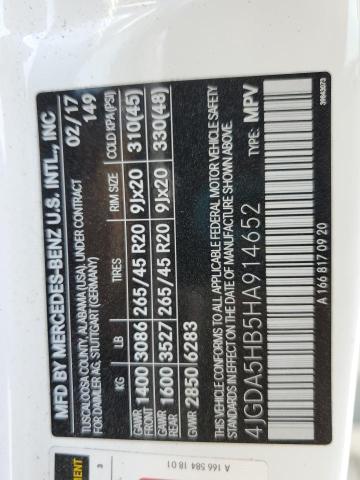 MFD BY MERCEDES-BENZ U.S. INTL., INC
TUSCALOOSA COUNTY, ALABAMA (USA), UNDER CONTRACT 02/17
FOR DAIMLER AG, STUTTGART (GERMANY) 149
KG LB TIRES RIM SIZE COLD KPA(PSI)
GAWR FRONT 1400 3086 265/45 R20 9Jx20 310(45)
GAWR REAR 1600 3527 265/45 R20 9Jx20 330(48)
GVWR 2850 6283
THIS VEHICLE CONFORMS TO ALL APPLICABLE FEDERAL MOTOR VEHICLE SAFETY
STANDARDS IN EFFECT ON THE DATE OF MANUFACTURE SHOWN ABOVE.
4JGDA5HB5HA914652 TYPE: MPV
A 166 817 09 20
39843073
A 166 584 18 01
3